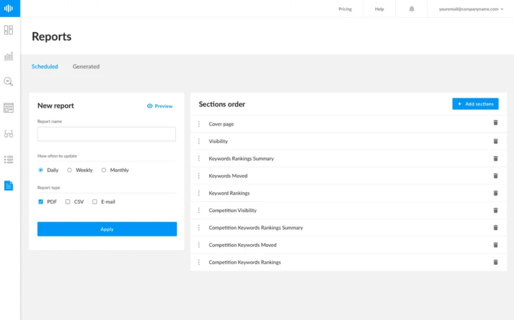 Pricing
Help
yoursmail@companyname.com
Reports
Scheduled
Generated
New report
Preview
Report name
How often to update
Daily
Weekly
Monthly
Report type
PDF
CSV
E-mail
Apply
Sections order
+ Add sections
Cover page
Visibility
Keywords Rankings Summary
Keywords Moved
Keyword Rankings
Competition Visibility
Competition Keywords Rankings Summary
Competition Keywords Moved
Competition Keywords Rankings